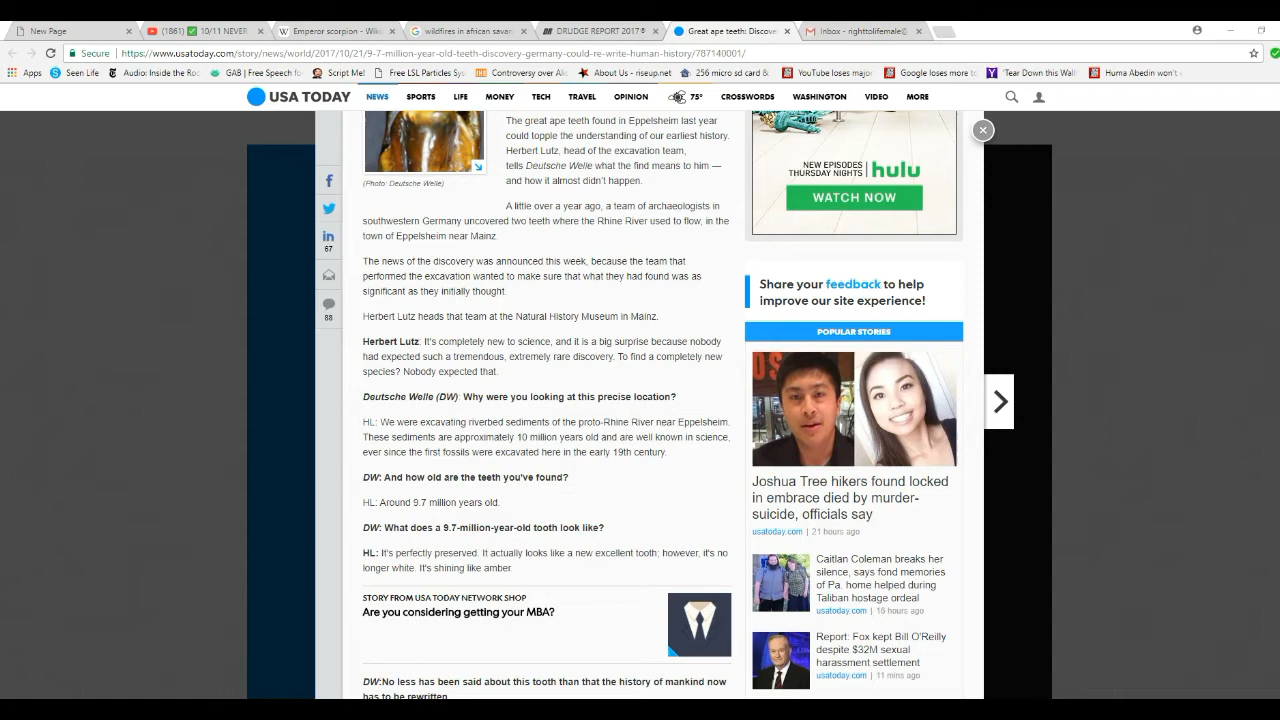 New Page
(1861) ✅ 10/11 NEVER
Emperor scorpion - Wiki
wildfires in african savan
DRUDGE REPORT 2017®
Great ape teeth: Discove
Inbox - righttolifemale@
Secure
https://www.usatoday.com/story/news/world/2017/10/21/9-7-million-year-old-teeth-discovery-germany-could-re-write-human-history/787140001/
Apps
Seen Life
Audio: Inside the Ro
GAB | Free Speech fo
Script Me!
Free LSL Particles Sys
Controversy over Ali
About Us - riseup.net
256 micro sd card &
YouTube loses major
Google loses more to
'Tear Down this Wall
Huma Abedin won't s
USA TODAY
NEWS SPORTS LIFE MONEY TECH TRAVEL OPINION 75° CROSSWORDS WASHINGTON VIDEO MORE
(Photo: Deutsche Welle)
The great ape teeth found in Eppelsheim last year
could topple the understanding of our earliest history.
Herbert Lutz, head of the excavation team,
tells Deutsche Welle what the find means to him —
and how it almost didn't happen.
A little over a year ago, a team of archaeologists in
southwestern Germany uncovered two teeth where the Rhine River used to flow, in the
town of Eppelsheim near Mainz.
The news of the discovery was announced this week, because the team that
performed the excavation wanted to make sure that what they had found was as
significant as they initially thought.
Herbert Lutz heads that team at the Natural History Museum in Mainz.
Herbert Lutz: It's completely new to science, and it is a big surprise because nobody
had expected such a tremendous, extremely rare discovery. To find a completely new
species? Nobody expected that.
Deutsche Welle (DW): Why were you looking at this precise location?
HL: We were excavating riverbed sediments of the proto-Rhine River near Eppelsheim.
These sediments are approximately 10 million years old and are well known in science,
ever since the first fossils were excavated here in the early 19th century.
DW: And how old are the teeth you've found?
HL: Around 9.7 million years old.
DW: What does a 9.7-million-year-old tooth look like?
HL: It's perfectly preserved. It actually looks like a new excellent tooth; however, it's no
longer white. It's shining like amber.
STORY FROM USA TODAY NETWORK SHOP
Are you considering getting your MBA?
DW:No less has been said about this tooth than that the history of mankind now
has to be rewritten
67
88
NEW EPISODES
THURSDAY NIGHTS
hulu
WATCH NOW
Share your feedback to help
improve our site experience!
POPULAR STORIES
Joshua Tree hikers found locked
in embrace died by murder-
suicide, officials say
usatoday.com | 21 hours ago
Caitlan Coleman breaks her
silence, says fond memories
of Pa. home helped during
Taliban hostage ordeal
usatoday.com | 16 hours ago
Report: Fox kept Bill O'Reilly
despite $32M sexual
harassment settlement
usatoday.com | 11 mins ago